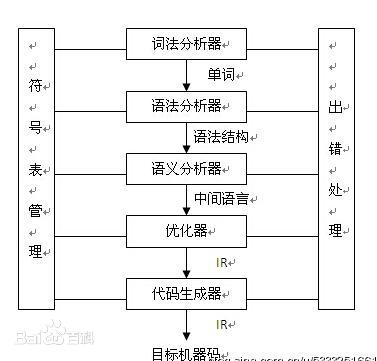 词法分析器
单词
语法分析器
语法结构
语义分析器
中间语言
优化器
IR
代码生成器
IR
目标机器码
符号表管理
出错处理
Bai百科